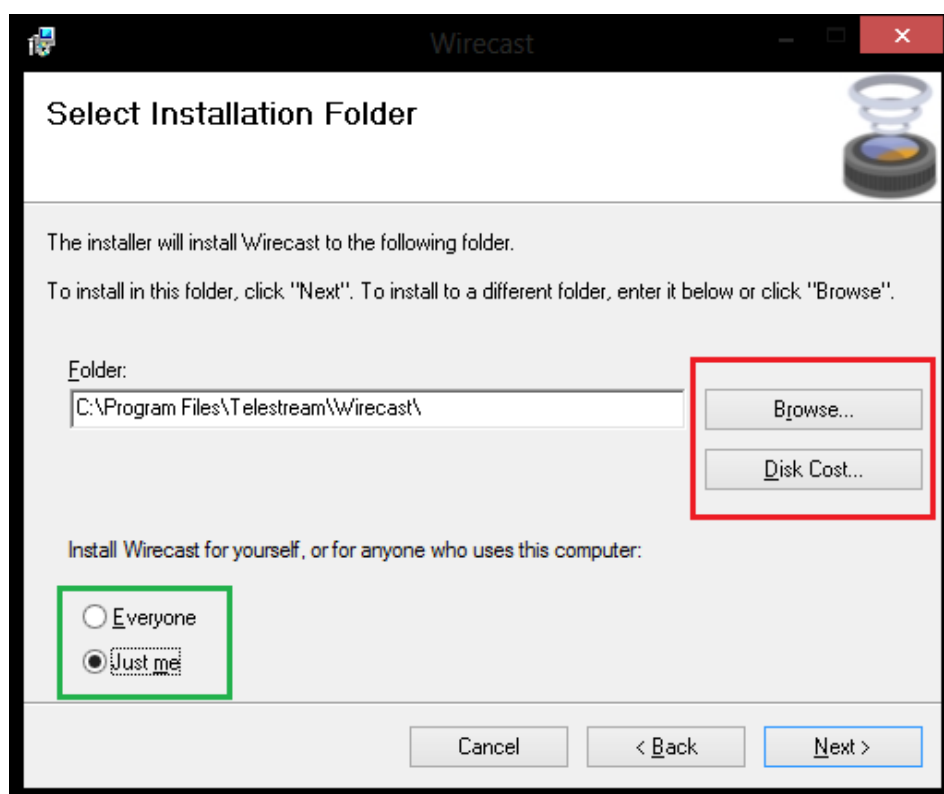 Wirecast
Select Installation Folder
The installer will install Wirecast to the following folder.
To install in this folder, click "Next". To install to a different folder, enter it below or click "Browse".
Folder:
C:\Program Files\Telestream\Wirecast\
Browse...
Disk Cost...
Install Wirecast for yourself, or for anyone who uses this computer:
Everyone
Just me
Cancel
< Back
Next >